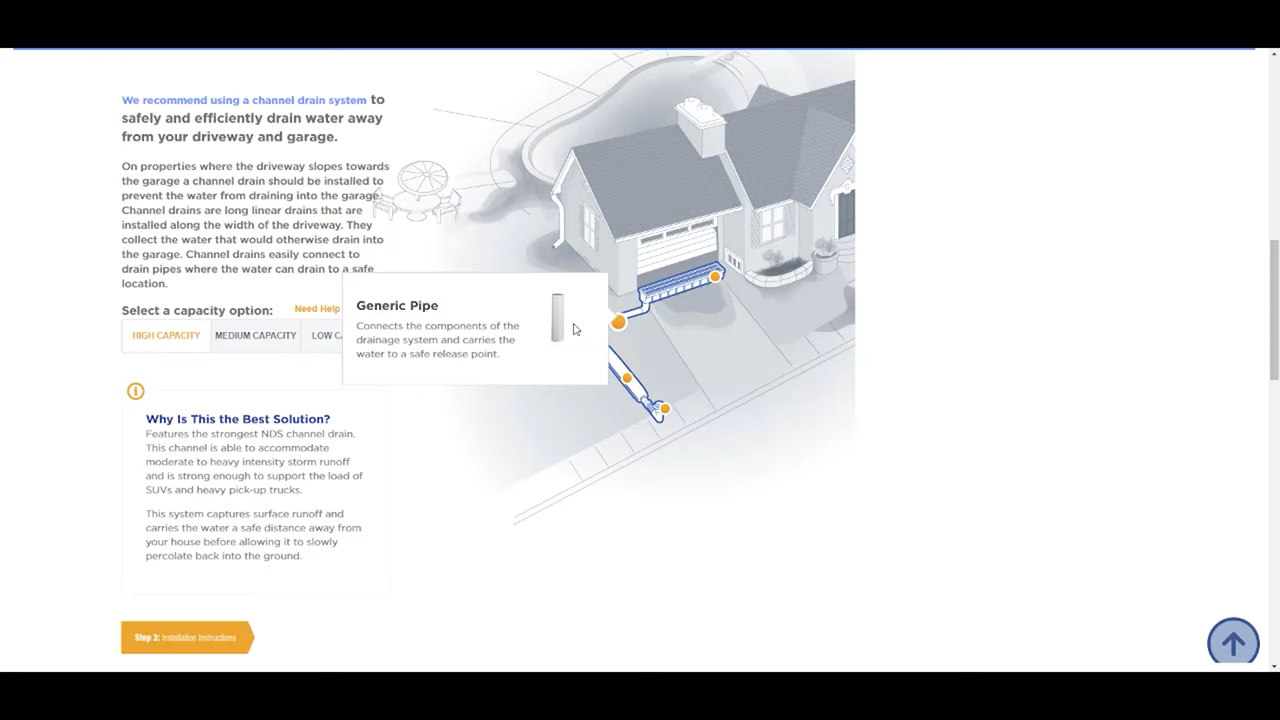 We recommend using a channel drain system to
safely and efficiently drain water away
from your driveway and garage.
On properties where the driveway slopes towards
the garage a channel drain should be installed to
prevent the water from draining into the garage.
Channel drains are long linear drains that are
installed along the width of the driveway. They
collect the water that would otherwise drain into
the garage. Channel drains easily connect to
drain pipes where the water can drain to a safe
location.
Select a capacity option: Need Help
HIGH CAPACITY MEDIUM CAPACITY LOW
Generic Pipe
Connects the components of the
drainage system and carries the
water to a safe release point.
Why Is This the Best Solution?
Features the strongest NDS channel drain.
This channel is able to accommodate
moderate to heavy intensity storm runoff
and is strong enough to support the load of
SUVs and heavy pick-up trucks.
This system captures surface runoff and
carries the water a safe distance away from
your house before allowing it to slowly
percolate back into the ground.
Step 3: Installation Instructions